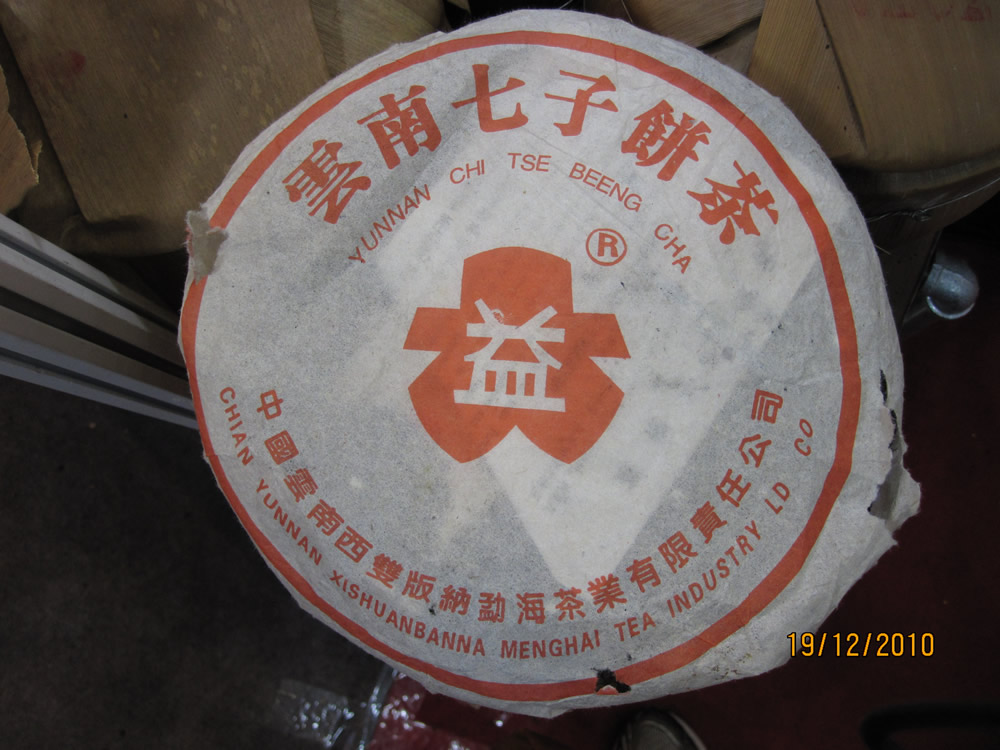 雲南七子餅茶
YUNNAN CHI TSE BEENG CHA
®
益
中國雲南西雙版納勐海茶業有限責任公司
CHIAN YUNNAN XISHUANBANNA MENGHAI TEA INDUSTRY LD CO
19/12/2010